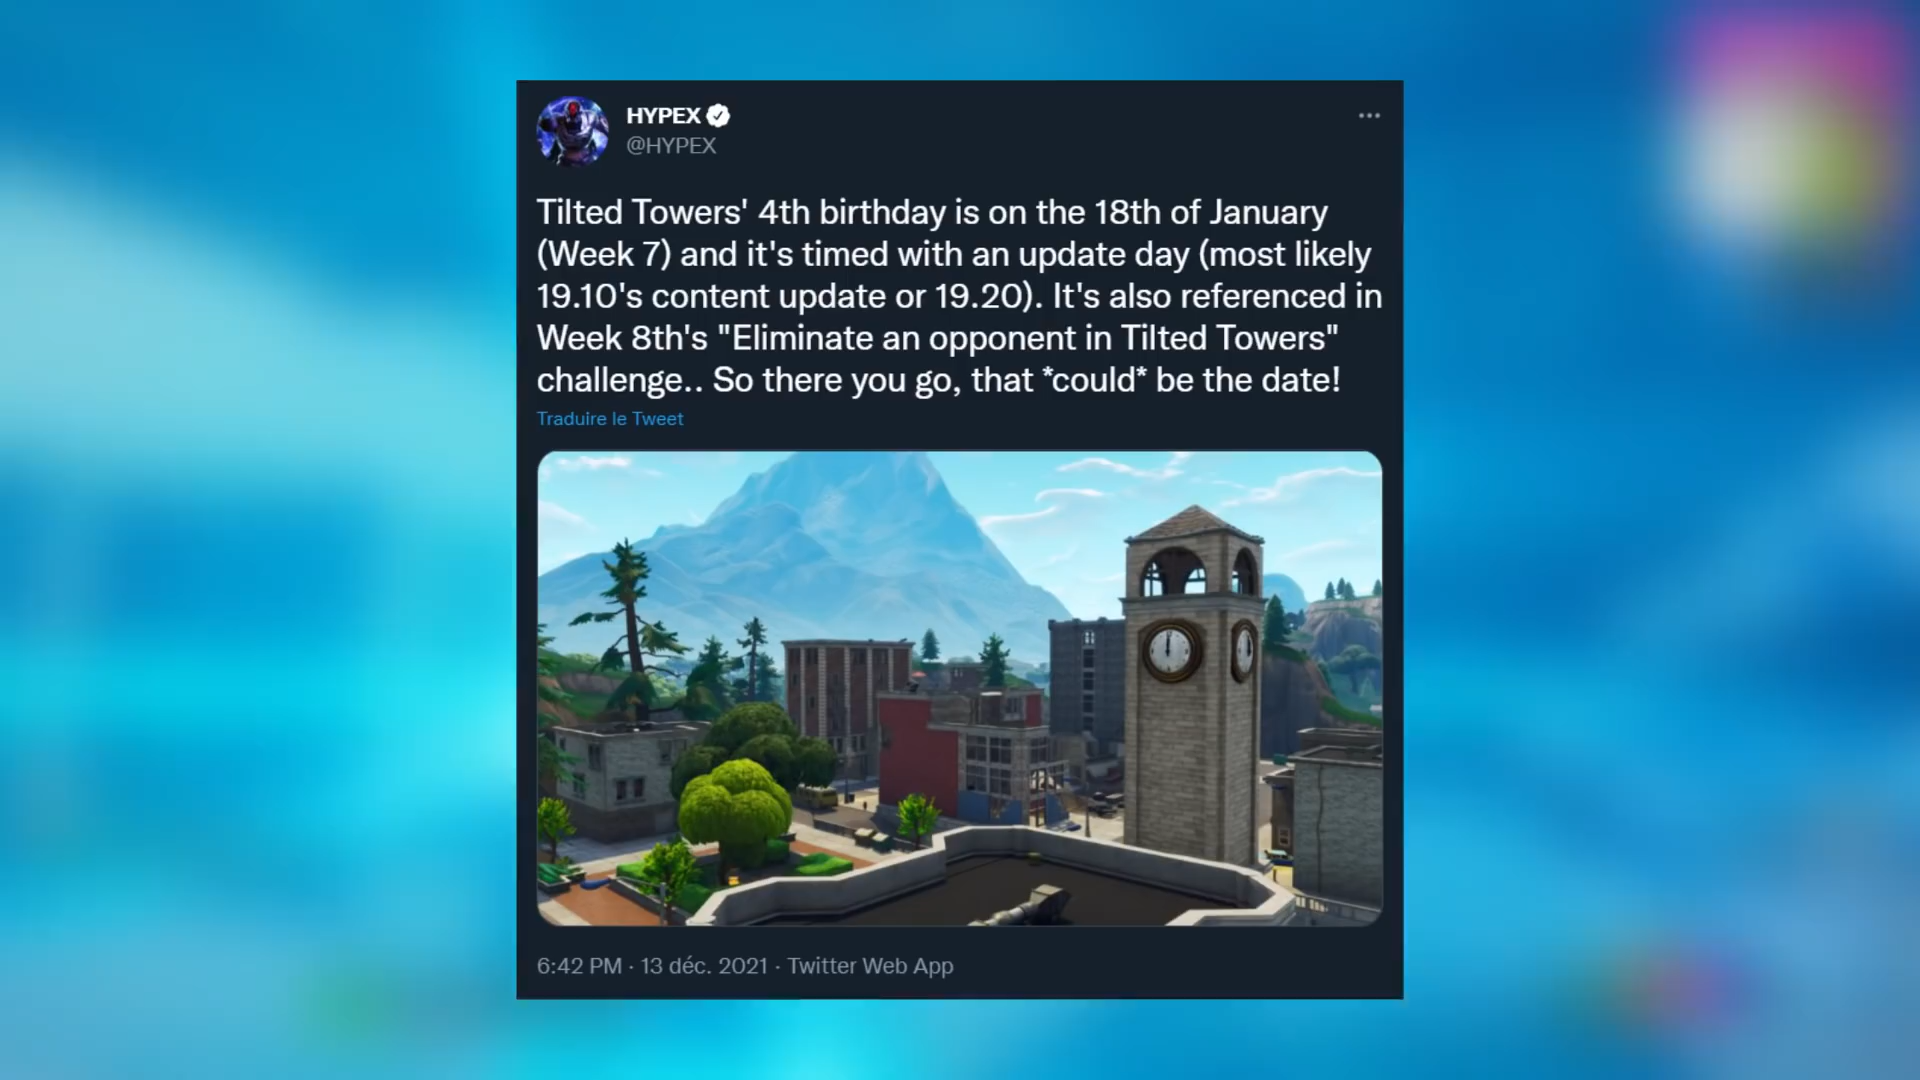 HYPEX
@HYPEX
Tilted Towers' 4th birthday is on the 18th of January
(Week 7) and it's timed with an update day (most likely
19.10's content update or 19.20). It's also referenced in
Week 8th's "Eliminate an opponent in Tilted Towers"
challenge.. So there you go, that *could* be the date!
Traduire le Tweet
6:42 PM · 13 déc. 2021 · Twitter Web App